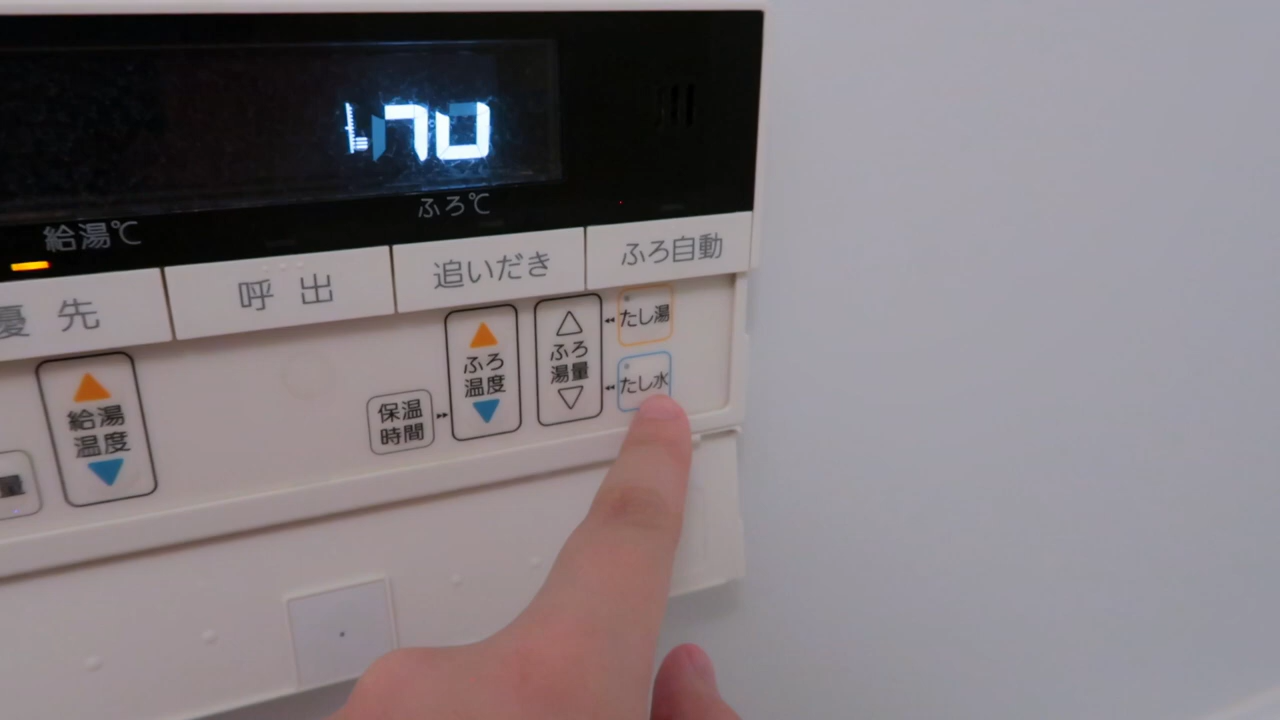 170
給湯℃
ふろ℃
優先
呼出
追いだき
ふろ自動
給湯温度
保温時間
ふろ温度
ふろ湯量
たし湯
たし水
量